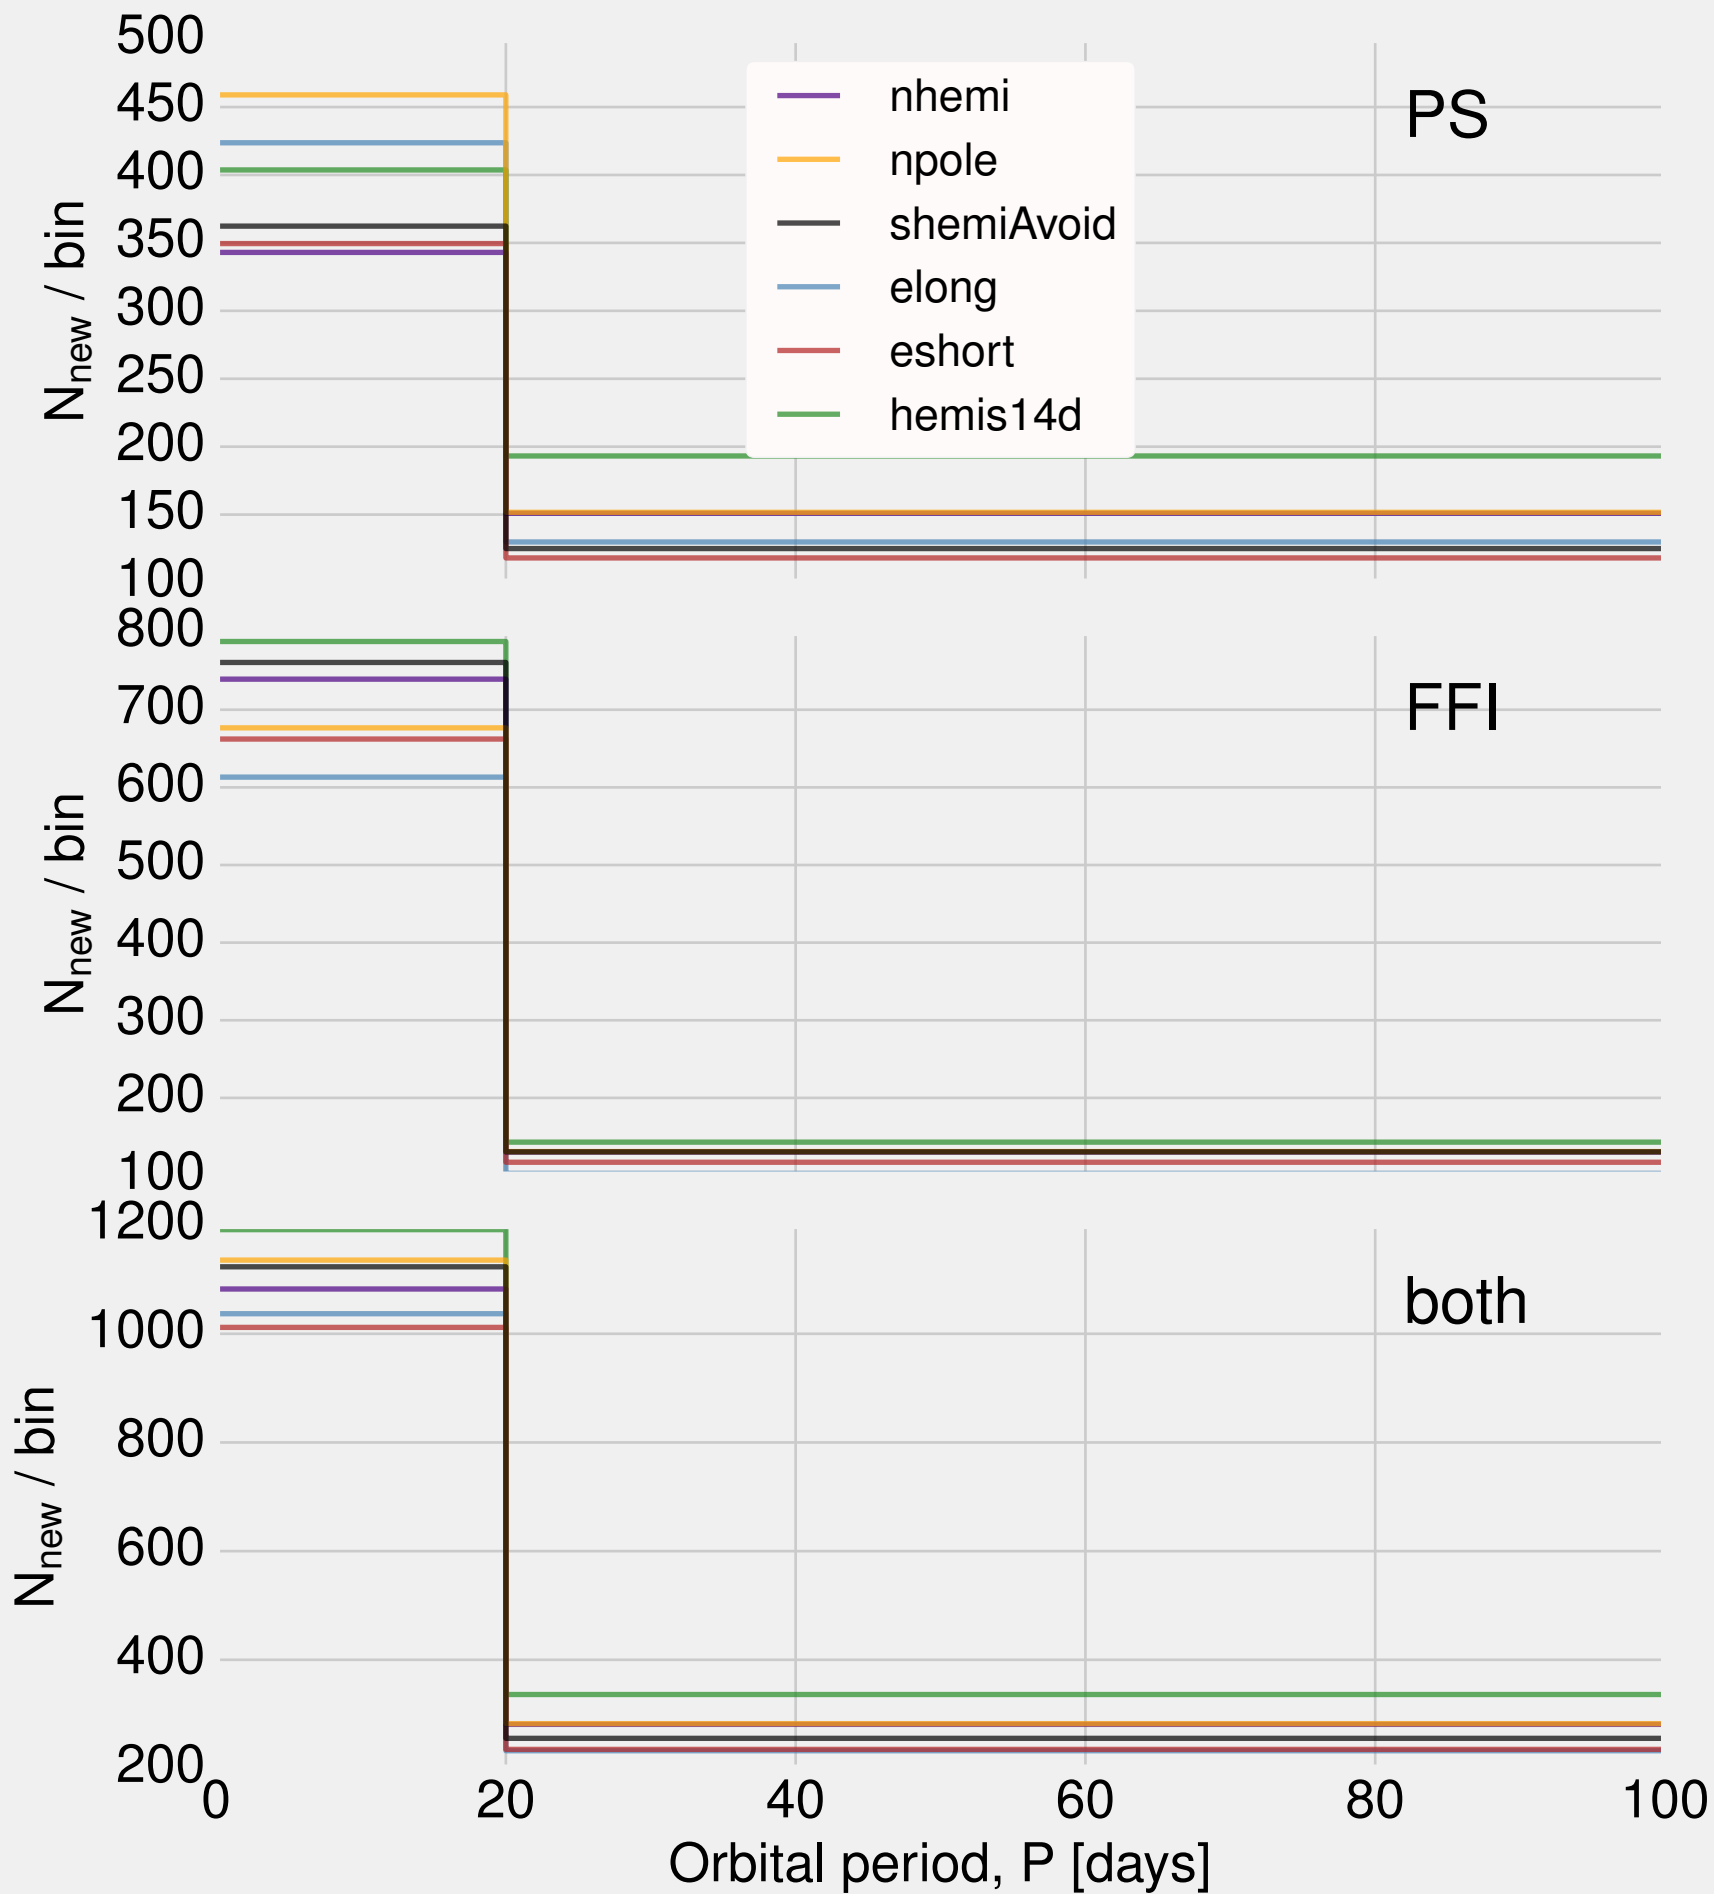 500
450
400
350
300
250
200
150
100
N_new / bin
nhemi
npole
shemiAvoid
elong
eshort
hemis14d
PS
800
700
600
500
400
300
200
100
N_new / bin
FFI
1200
1000
800
600
400
200
N_new / bin
both
0 20 40 60 80 100
Orbital period, P [days]